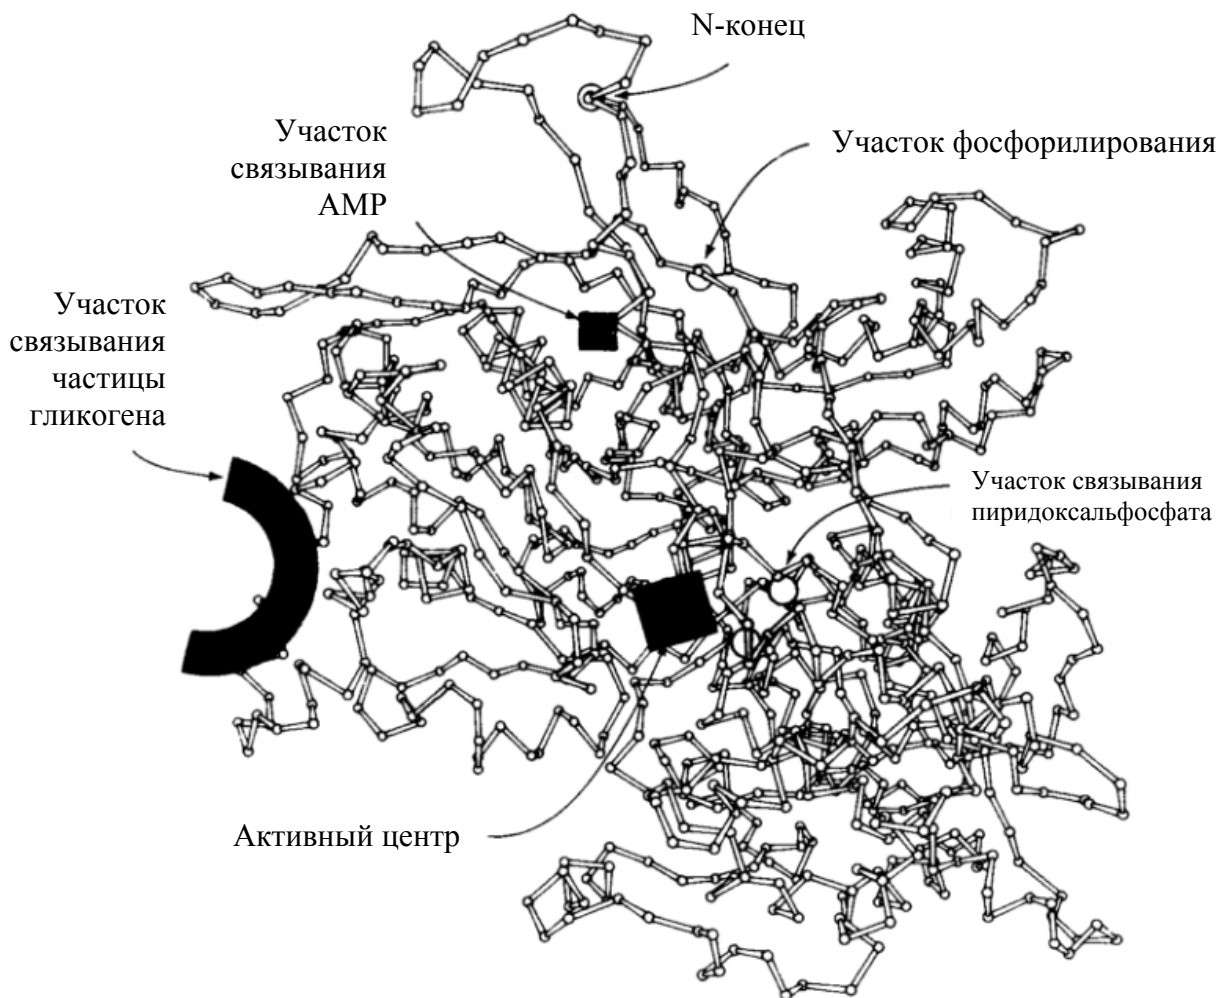 N-конец
Участок
связывания
AMP
Участок фосфорилирования
Участок
связывания
частицы
гликогена
Участок связывания
пиридоксальфосфата
Активный центр